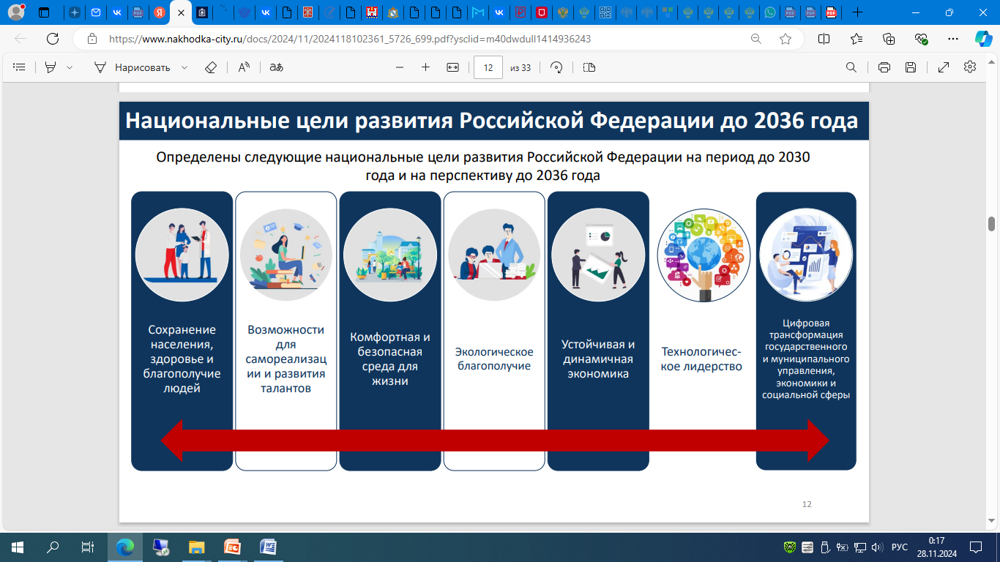 https://www.nakhodka-city.ru/docs/2024/11/2024118102361_5726_699.pdf?ysclid=m40dwdull1414936243
Нарисовать
12
из 33
Национальные цели развития Российской Федерации до 2036 года
Определены следующие национальные цели развития Российской Федерации на период до 2030
года и на перспективу до 2036 года
Сохранение
населения,
здоровье и
благополучие
людей
Возможности
для
самореализац
ии и развития
талантов
Комфортная и
безопасная
среда для
жизни
Экологическое
благополучие
Устойчивая и
динамичная
экономика
Технологичес-
кое лидерство
Цифровая
трансформация
государственного
и муниципального
управления,
экономики и
социальной сферы
12
РУС
0:17
28.11.2024